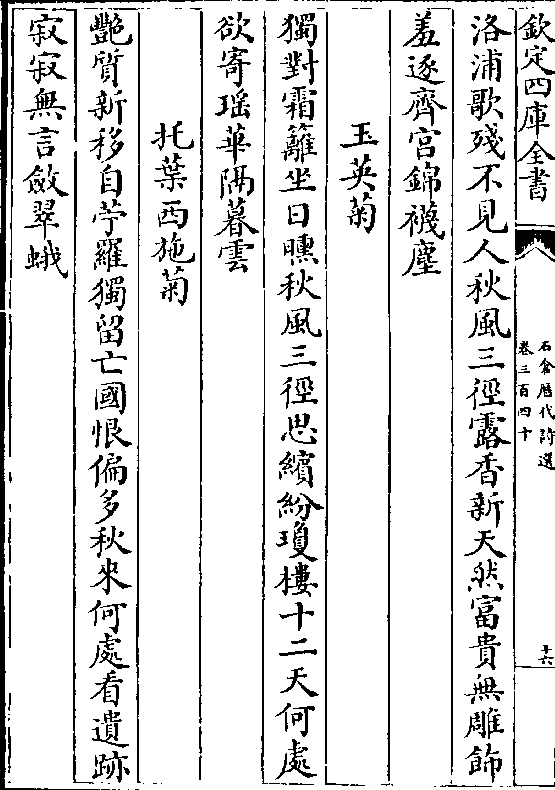 欽定四庫全書
石倉歷代詩選
卷三百四十
十六
洛浦歌殘不見人秋風三徑露香新天然富貴無雕飾
羞逐齊宮錦襪塵
玉英菊
獨對霜籬坐日曛秋風三徑思繽紛瓊樓十二天何處
欲寄瑶華隔暮雲
托葉西施菊
艷質新移自苧羅獨留亡國恨偏多秋來何處看遺跡
寂寂無言斂翠蛾